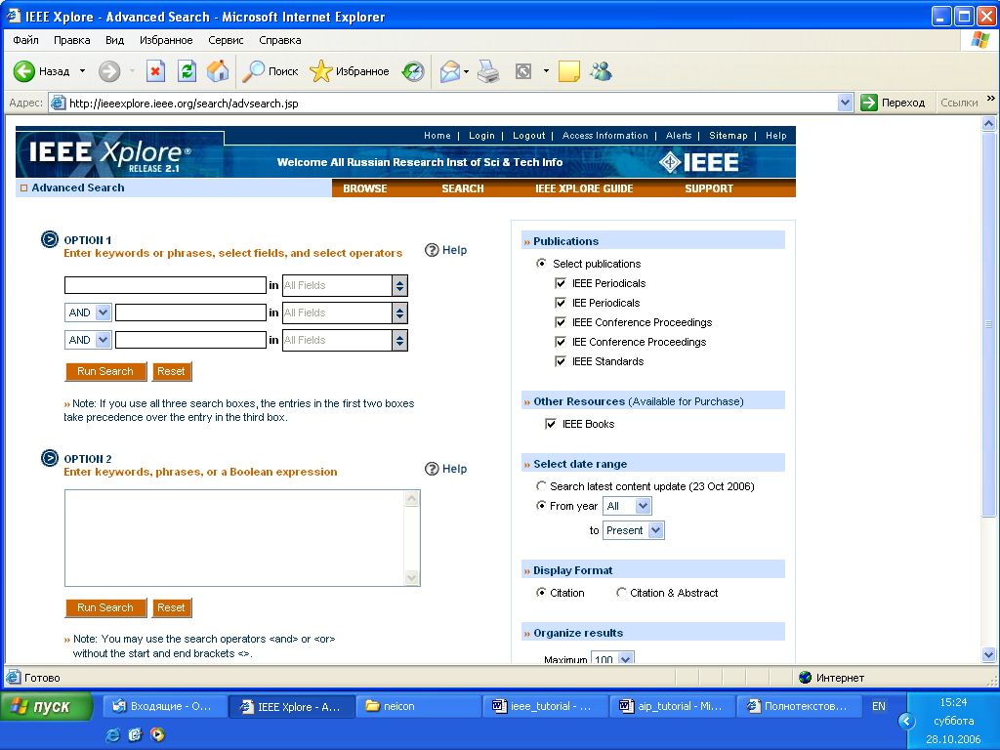 IEEE Xplore - Advanced Search - Microsoft Internet Explorer
Файл Правка Вид Избранное Сервис Справка
Назад Поиск Избранное
Адрес: http://ieeexplore.ieee.org/search/advsearch.jsp Переход Ссылки »
Home | Login | Logout | Access Information | Alerts | Sitemap | Help
IEEE Xplore®
RELEASE 2.1
Welcome All Russian Research Inst of Sci & Tech Info
IEEE
Advanced Search
BROWSE SEARCH IEEE XPLORE GUIDE SUPPORT
OPTION 1
Enter keywords or phrases, select fields, and select operators
Help
in All Fields
AND in All Fields
AND in All Fields
Run Search Reset
» Note: If you use all three search boxes, the entries in the first two boxes
take precedence over the entry in the third box.
OPTION 2
Enter keywords, phrases, or a Boolean expression
Help
Run Search Reset
» Note: You may use the search operators <and> or <or>
without the start and end brackets <>.
» Publications
Select publications
IEEE Periodicals
IEE Periodicals
IEEE Conference Proceedings
IEE Conference Proceedings
IEEE Standards
» Other Resources (Available for Purchase)
IEEE Books
» Select date range
Search latest content update (23 Oct 2006)
From year All
to Present
» Display Format
Citation Citation & Abstract
» Organize results
Maximum 100
Готово Интернет
пуск Входящие - O... IEEE Xplore - A... neicon ieee_tutorial - ... aip_tutorial - Mi... Полнотекстов... EN
15:24
суббота
28.10.2006